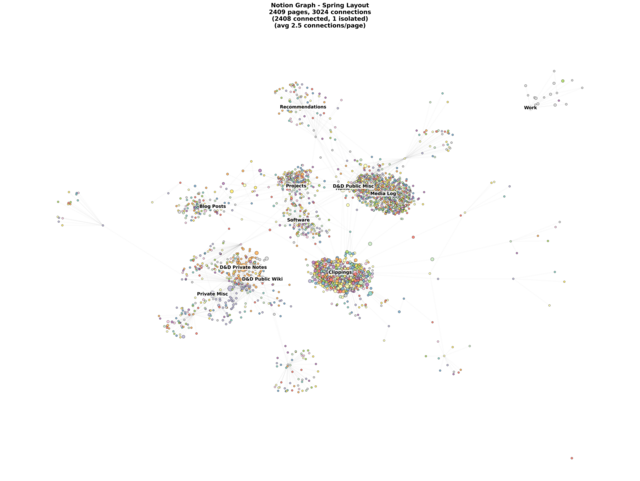 Notion Graph - Spring Layout
2409 pages, 3024 connections
(2408 connected, 1 isolated)
(avg 2.5 connections/page)
Recommendations
Work
Projects
D&D Public Misc
Media Log
Blog Posts
Software
D&D Private Notes
Clippings
D&D Public Wiki
Private Misc